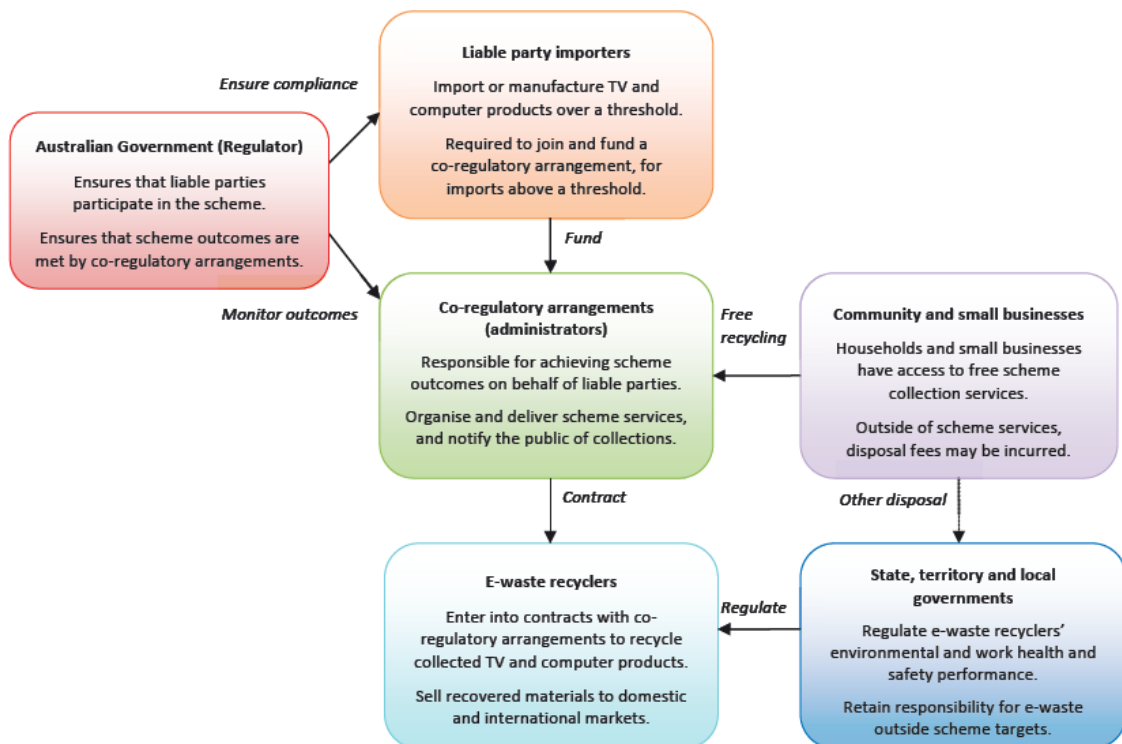 Liable party importers
Import or manufacture TV and
computer products over a threshold.
Required to join and fund a
co-regulatory arrangement, for
imports above a threshold.
Ensure compliance
Australian Government (Regulator)
Ensures that liable parties
participate in the scheme.
Ensures that scheme outcomes are
met by co-regulatory arrangements.
Fund
Monitor outcomes
Co-regulatory arrangements
(administrators)
Responsible for achieving scheme
outcomes on behalf of liable parties.
Organise and deliver scheme services,
and notify the public of collections.
Free
recycling
Community and small businesses
Households and small businesses
have access to free scheme
collection services.
Outside of scheme services,
disposal fees may be incurred.
Contract
Other disposal
E-waste recyclers
Enter into contracts with co-
regulatory arrangements to recycle
collected TV and computer products.
Sell recovered materials to domestic
and international markets.
Regulate
State, territory and local
governments
Regulate e-waste recyclers'
environmental and work health and
safety performance.
Retain responsibility for e-waste
outside scheme targets.